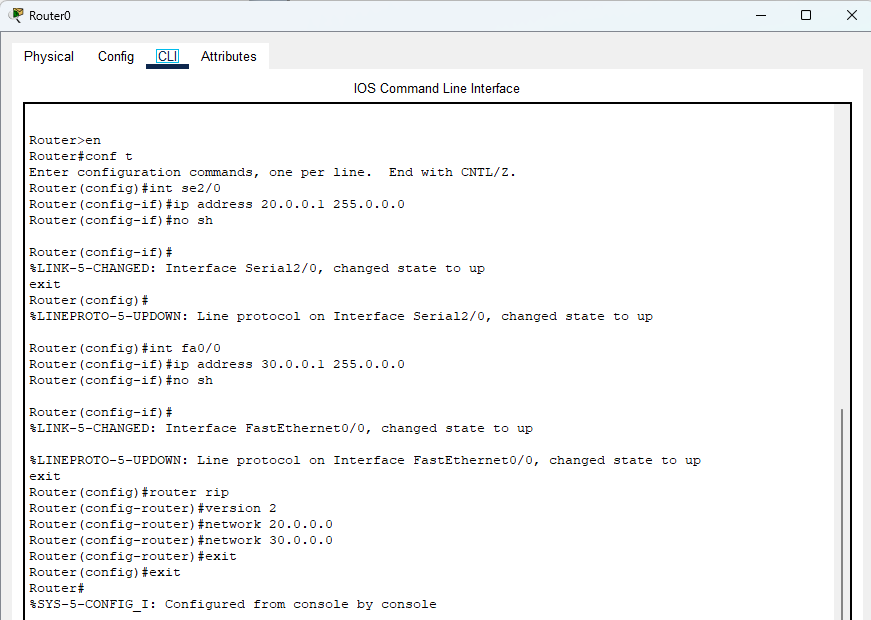 Router0
Physical Config CLI Attributes
IOS Command Line Interface
Router>en
Router#conf t
Enter configuration commands, one per line.  End with CNTL/Z.
Router(config)#int se2/0
Router(config-if)#ip address 20.0.0.1 255.0.0.0
Router(config-if)#no sh
Router(config-if)#
%LINK-5-CHANGED: Interface Serial2/0, changed state to up
exit
Router(config)#
%LINEPROTO-5-UPDOWN: Line protocol on Interface Serial2/0, changed state to up
Router(config)#int fa0/0
Router(config-if)#ip address 30.0.0.1 255.0.0.0
Router(config-if)#no sh
Router(config-if)#
%LINK-5-CHANGED: Interface FastEthernet0/0, changed state to up
%LINEPROTO-5-UPDOWN: Line protocol on Interface FastEthernet0/0, changed state to up
exit
Router(config)#router rip
Router(config-router)#version 2
Router(config-router)#network 20.0.0.0
Router(config-router)#network 30.0.0.0
Router(config-router)#exit
Router(config)#exit
Router#
%SYS-5-CONFIG_I: Configured from console by console